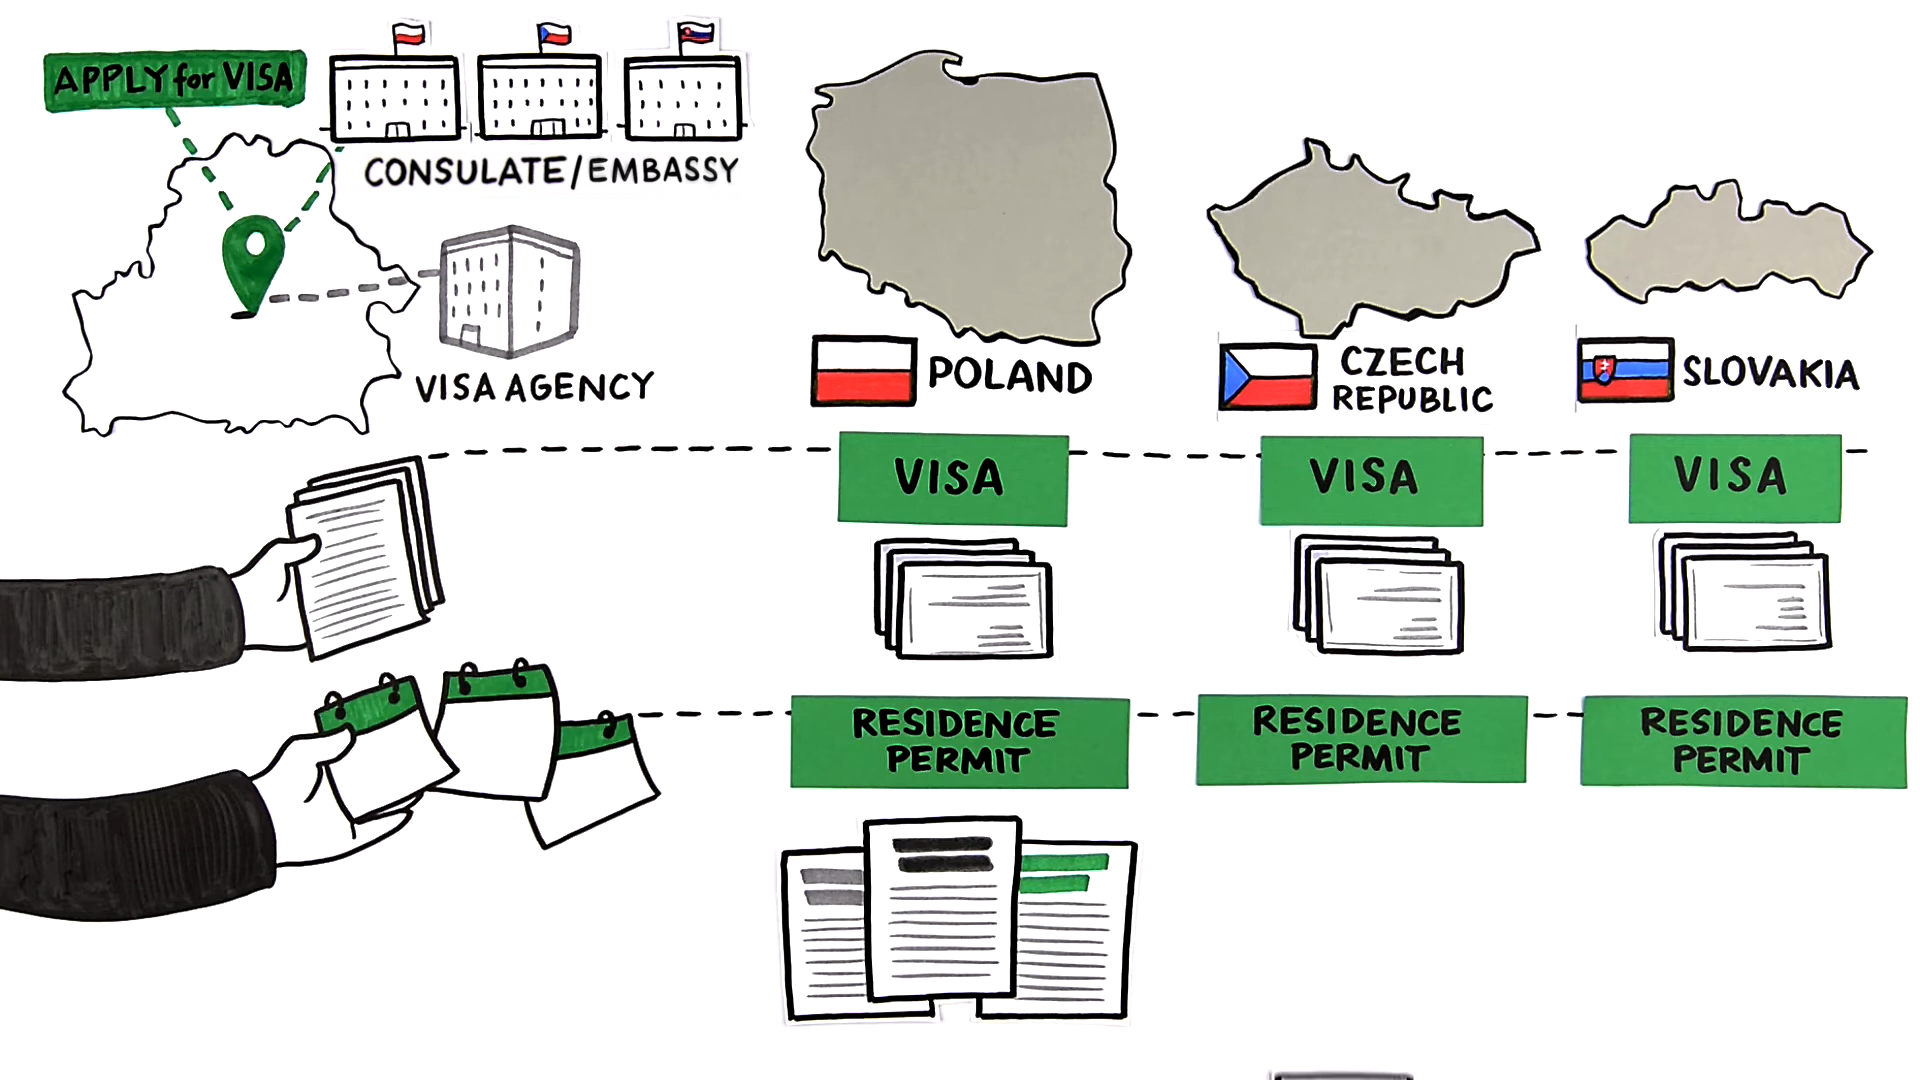 APPLY for VISA
CONSULATE/EMBASSY
VISA AGENCY
POLAND
CZECH
REPUBLIC
SLOVAKIA
VISA
VISA
VISA
RESIDENCE
PERMIT
RESIDENCE
PERMIT
RESIDENCE
PERMIT